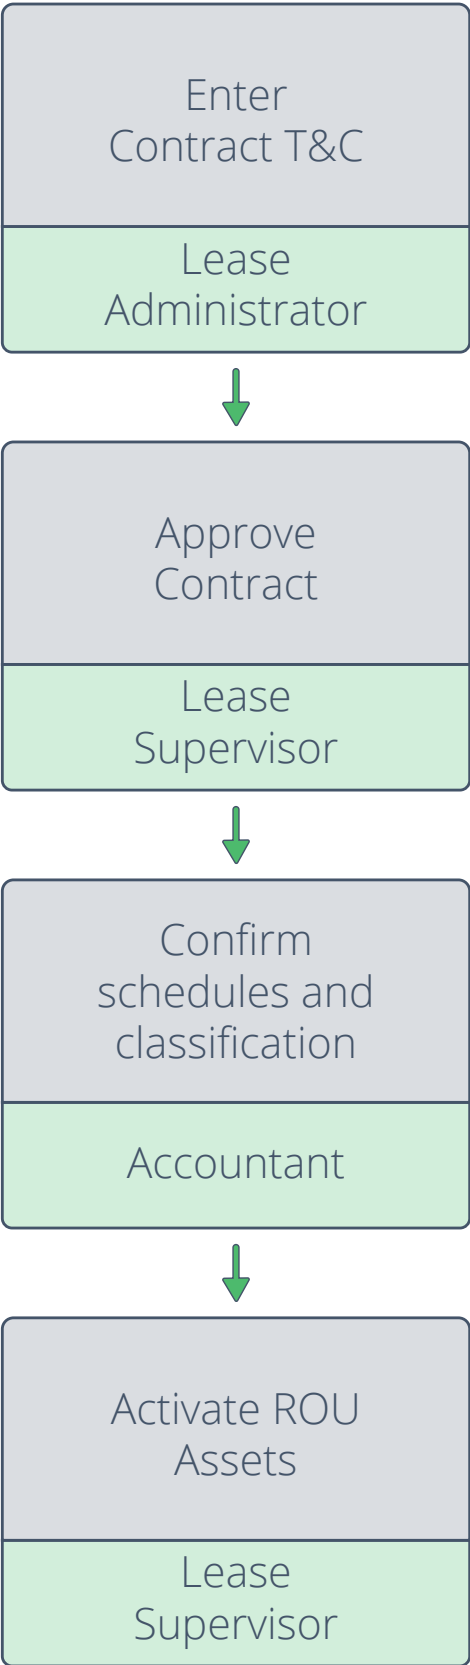 Enter
Contract T&C
Lease
Administrator
Approve
Contract
Lease
Supervisor
Confirm
schedules and
classification
Accountant
Activate ROU
Assets
Lease
Supervisor